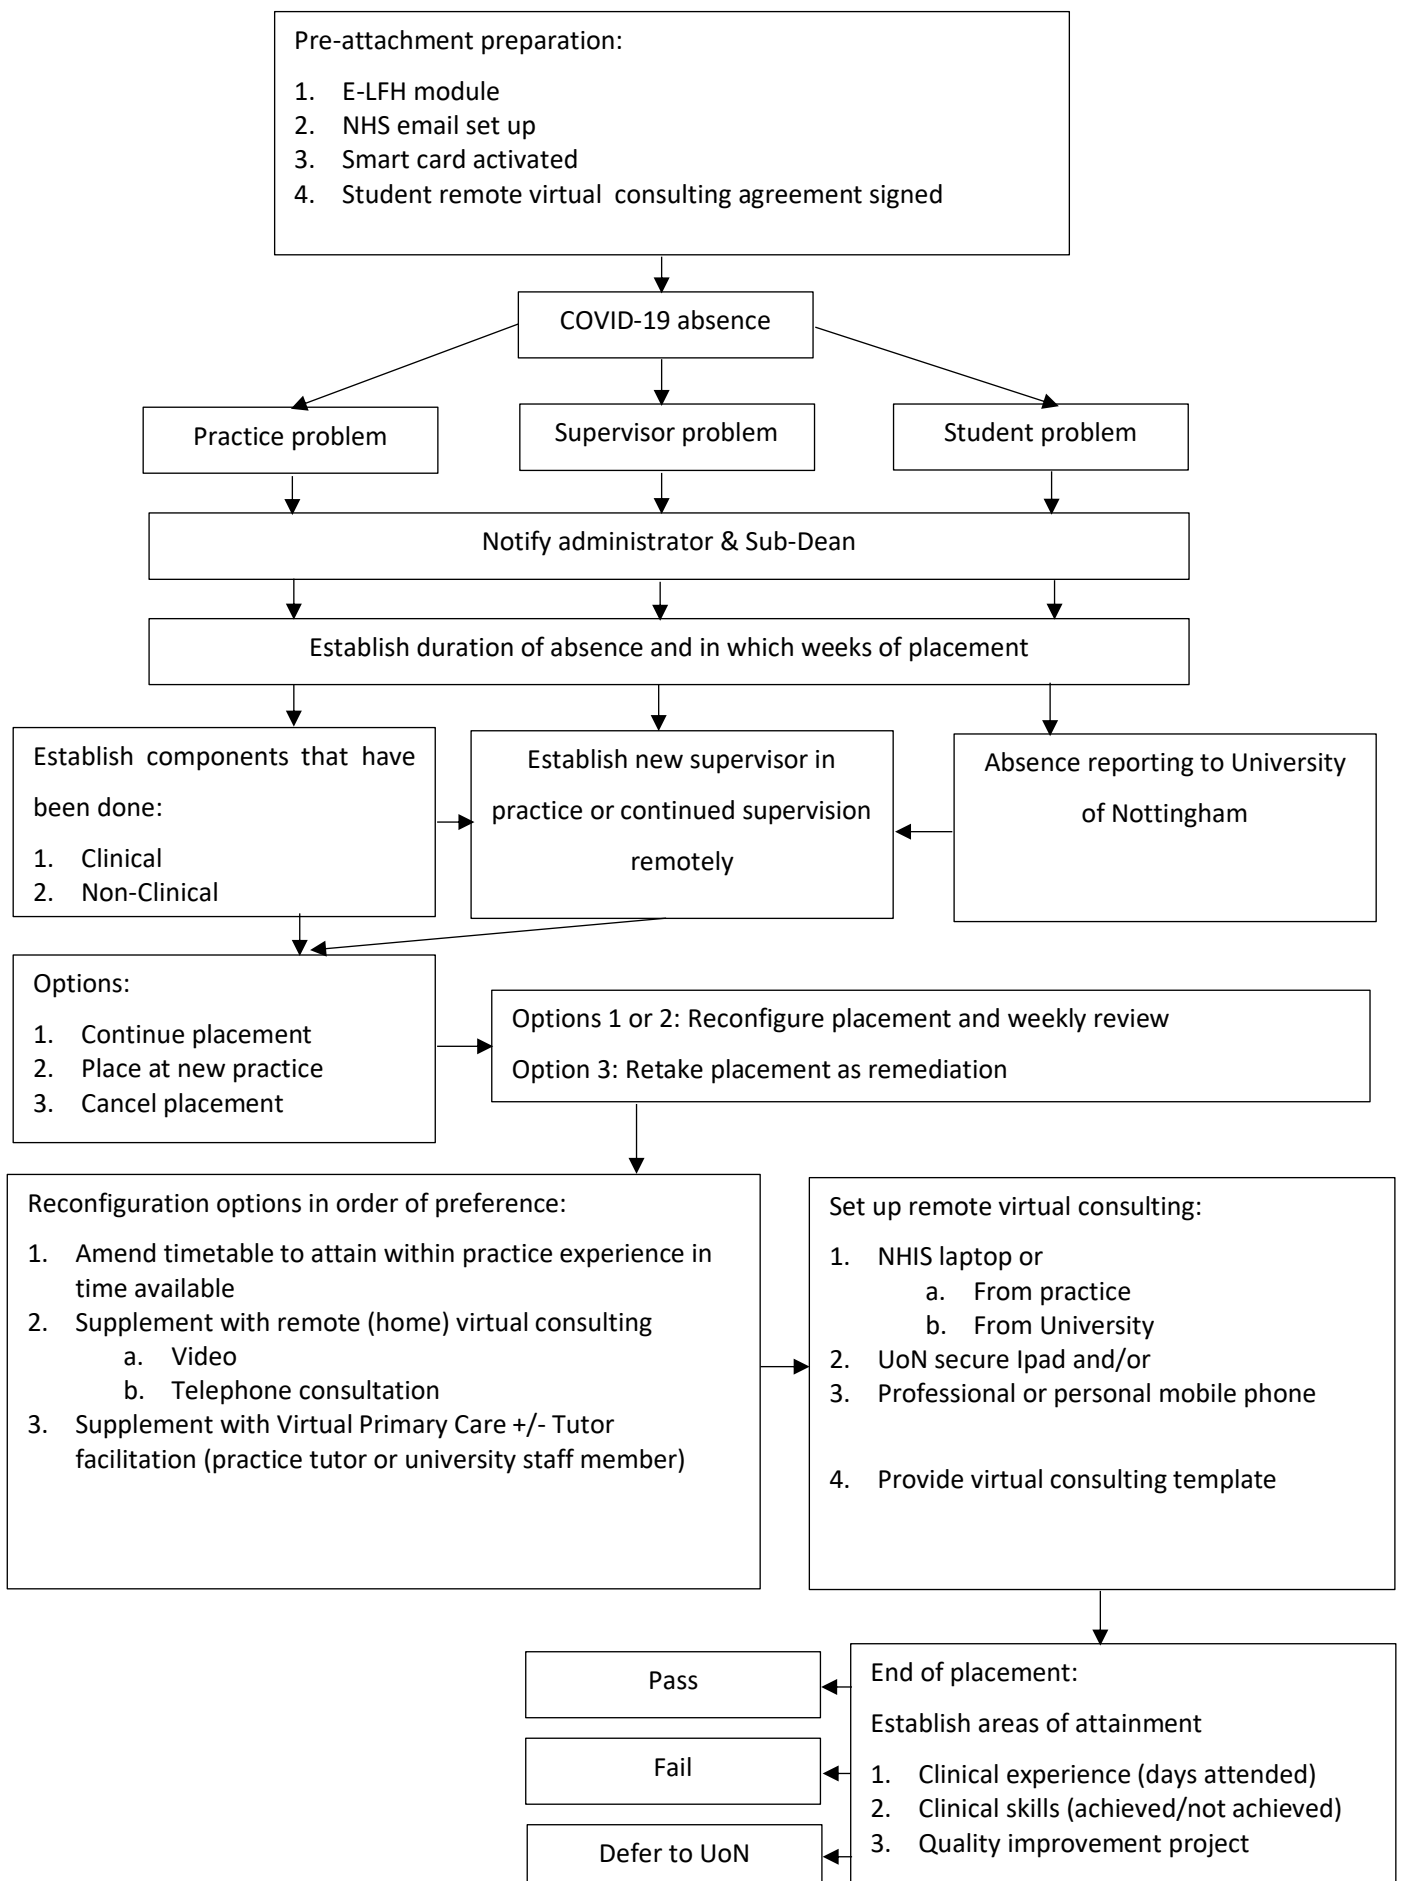 Pre-attachment preparation:
1. E-LFH module
2. NHS email set up
3. Smart card activated
4. Student remote virtual consulting agreement signed
COVID-19 absence
Practice problem
Supervisor problem
Student problem
Notify administrator & Sub-Dean
Establish duration of absence and in which weeks of placement
Establish components that have
been done:
1. Clinical
2. Non-Clinical
Establish new supervisor in
practice or continued supervision
remotely
Absence reporting to University
of Nottingham
Options:
1. Continue placement
2. Place at new practice
3. Cancel placement
Options 1 or 2: Reconfigure placement and weekly review
Option 3: Retake placement as remediation
Reconfiguration options in order of preference:
1. Amend timetable to attain within practice experience in
time available
2. Supplement with remote (home) virtual consulting
a. Video
b. Telephone consultation
3. Supplement with Virtual Primary Care +/- Tutor
facilitation (practice tutor or university staff member)
Set up remote virtual consulting:
1. NHIS laptop or
a. From practice
b. From University
2. UoN secure Ipad and/or
3. Professional or personal mobile phone
4. Provide virtual consulting template
End of placement:
Establish areas of attainment
1. Clinical experience (days attended)
2. Clinical skills (achieved/not achieved)
3. Quality improvement project
Pass
Fail
Defer to UoN